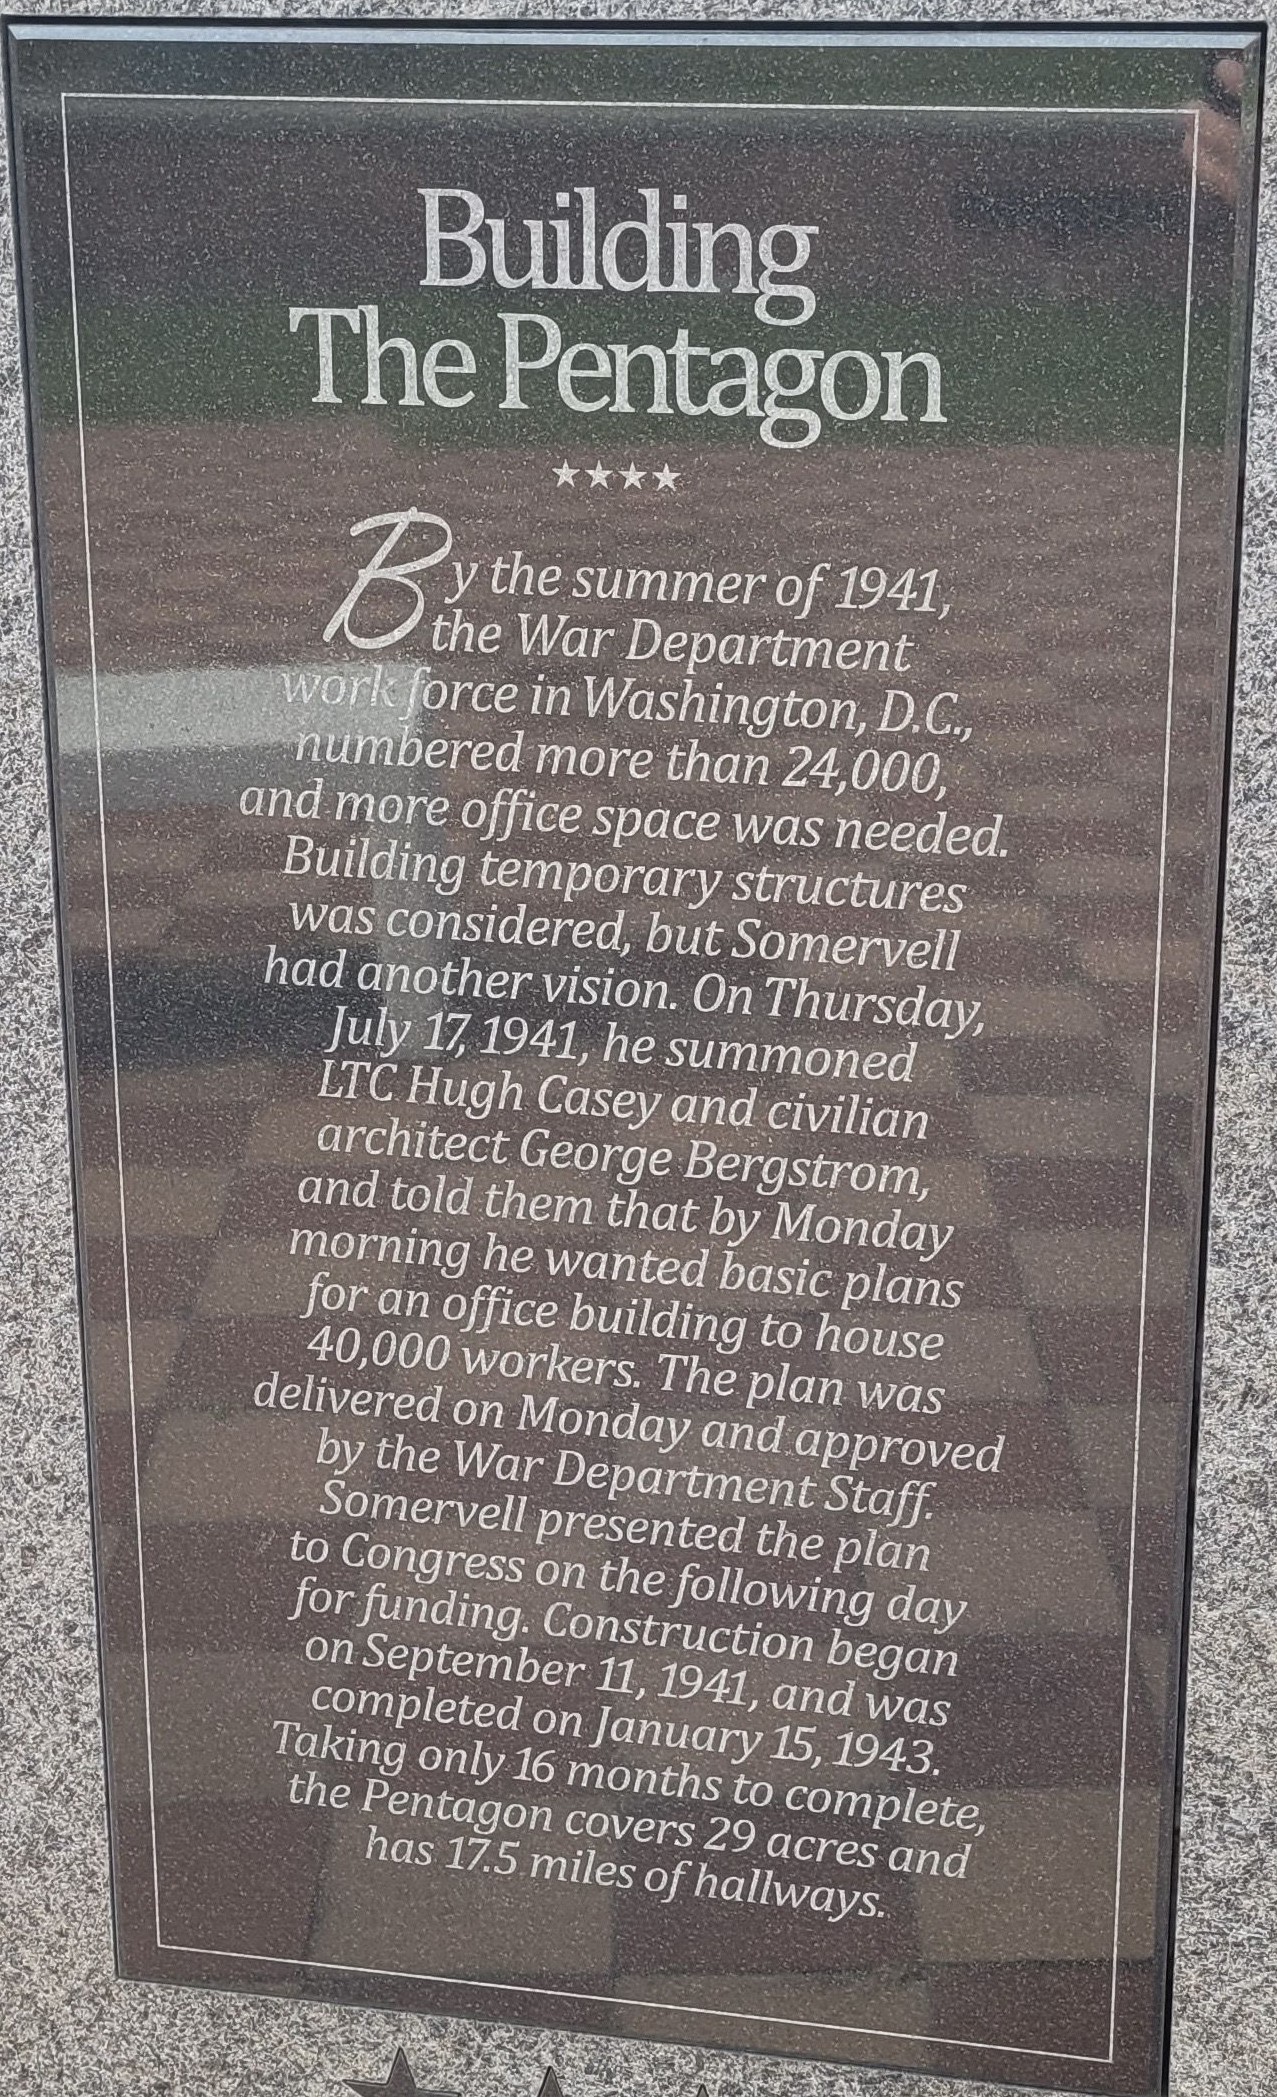 Building
The Pentagon
★★★★
By the summer of 1941,
the War Department
work force in Washington, D.C.,
numbered more than 24,000,
and more office space was needed.
Building temporary structures
was considered, but Somervell
had another vision. On Thursday,
July 17, 1941, he summoned
LTC Hugh Casey and civilian
architect George Bergstrom,
and told them that by Monday
morning he wanted basic plans
for an office building to house
40,000 workers. The plan was
delivered on Monday and approved
by the War Department Staff.
Somervell presented the plan
to Congress on the following day
for funding. Construction began
on September 11, 1941, and was
completed on January 15, 1943.
Taking only 16 months to complete,
the Pentagon covers 29 acres and
has 17.5 miles of hallways.